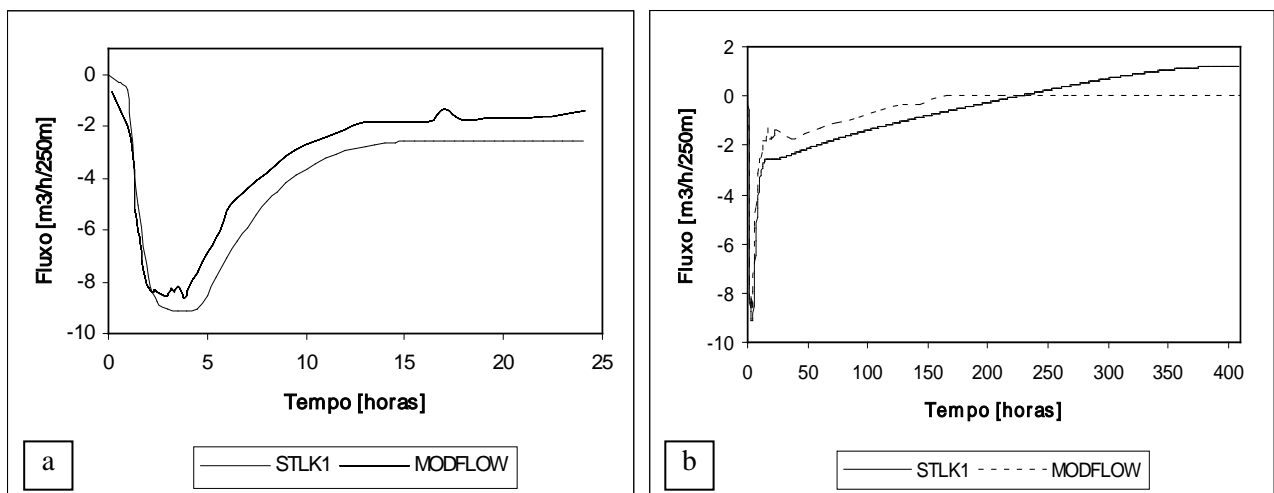 Fluxo [m3/h/250m]
0
-2
-4
-6
-8
-10
0 5 10 15 20 25
Tempo [horas]
a
STLK1 MODFLOW
Fluxo [m3/h/250m]
2
0
-2
-4
-6
-8
-10
0 50 100 150 200 250 300 350 400
Tempo [horas]
b
STLK1 MODFLOW